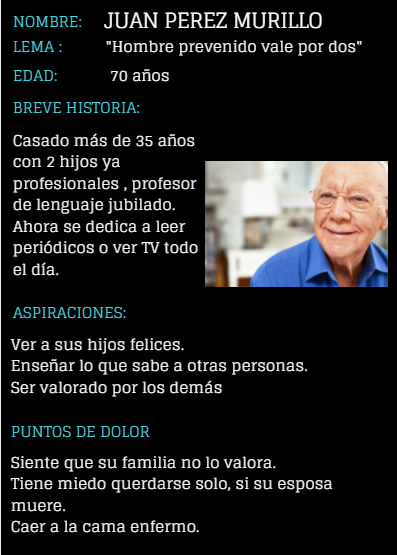 NOMBRE: JUAN PEREZ MURILLO
LEMA : "Hombre prevenido vale por dos"
EDAD: 70 años
BREVE HISTORIA:
Casado más de 35 años
con 2 hijos ya
profesionales , profesor
de lenguaje jubilado.
Ahora se dedica a leer
periódicos o ver TV todo
el día.
ASPIRACIONES:
Ver a sus hijos felices.
Enseñar lo que sabe a otras personas.
Ser valorado por los demás
PUNTOS DE DOLOR
Siente que su familia no lo valora.
Tiene miedo querdarse solo, si su esposa
muere.
Caer a la cama enfermo.